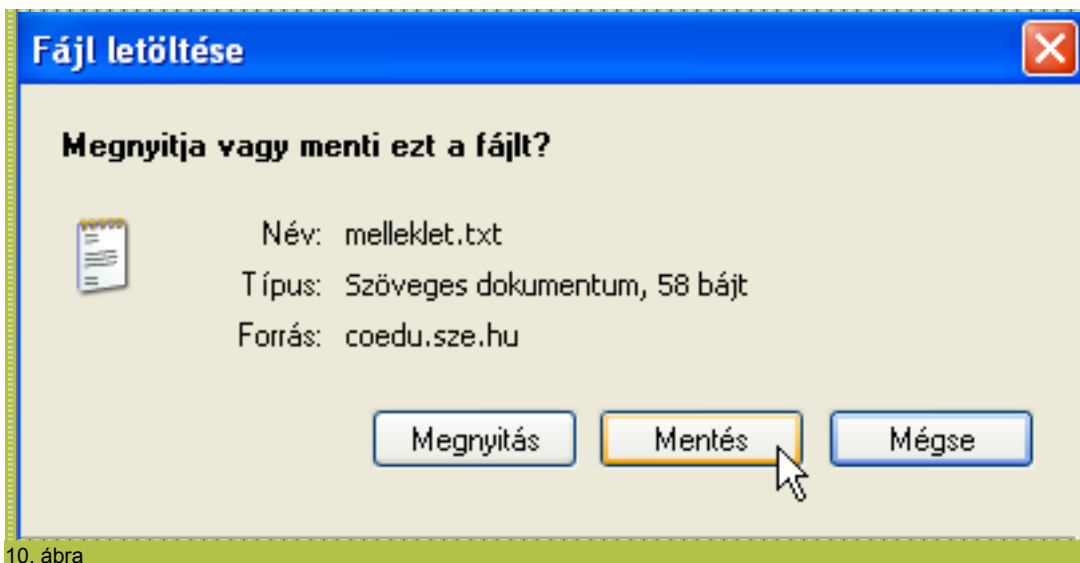 Fájl letöltése
Megnyitja vagy menti ezt a fájlt?
Név: melleklet.txt
Típus: Szöveges dokumentum, 58 bájt
Forrás: coedu.sze.hu
Megnyitás Mentés Mégse
10. ábra